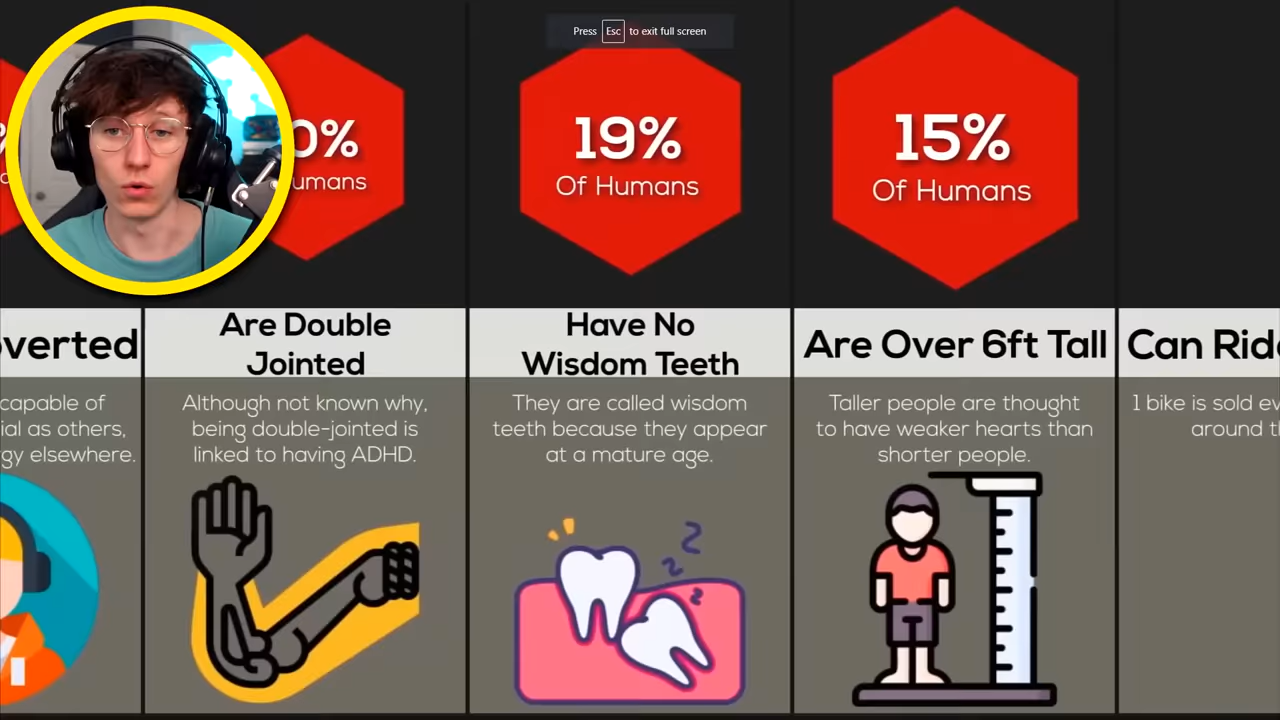 Press Esc to exit full screen
0%
umans
19%
Of Humans
15%
Of Humans
verted
Are Double
Jointed
Have No
Wisdom Teeth
Are Over 6ft Tall
Can Rid
capable of
ial as others,
gy elsewhere.
Although not known why,
being double-jointed is
linked to having ADHD.
They are called wisdom
teeth because they appear
at a mature age.
Taller people are thought
to have weaker hearts than
shorter people.
1 bike is sold ev
around t
z
z
z